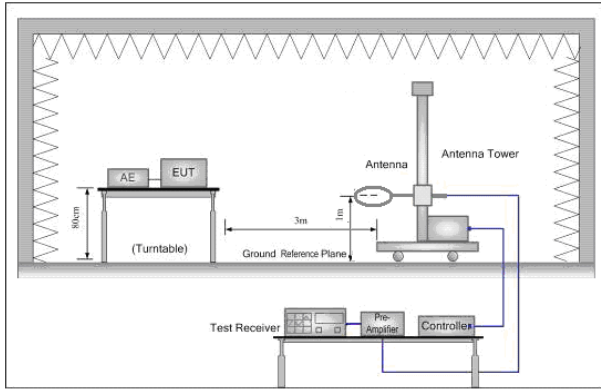 Antenna Tower
Antenna
EUT
AE
80cm
(Turntable)
3m
1m
Ground Reference Plane
Test Receiver
Pre-
Amplifier
Controller